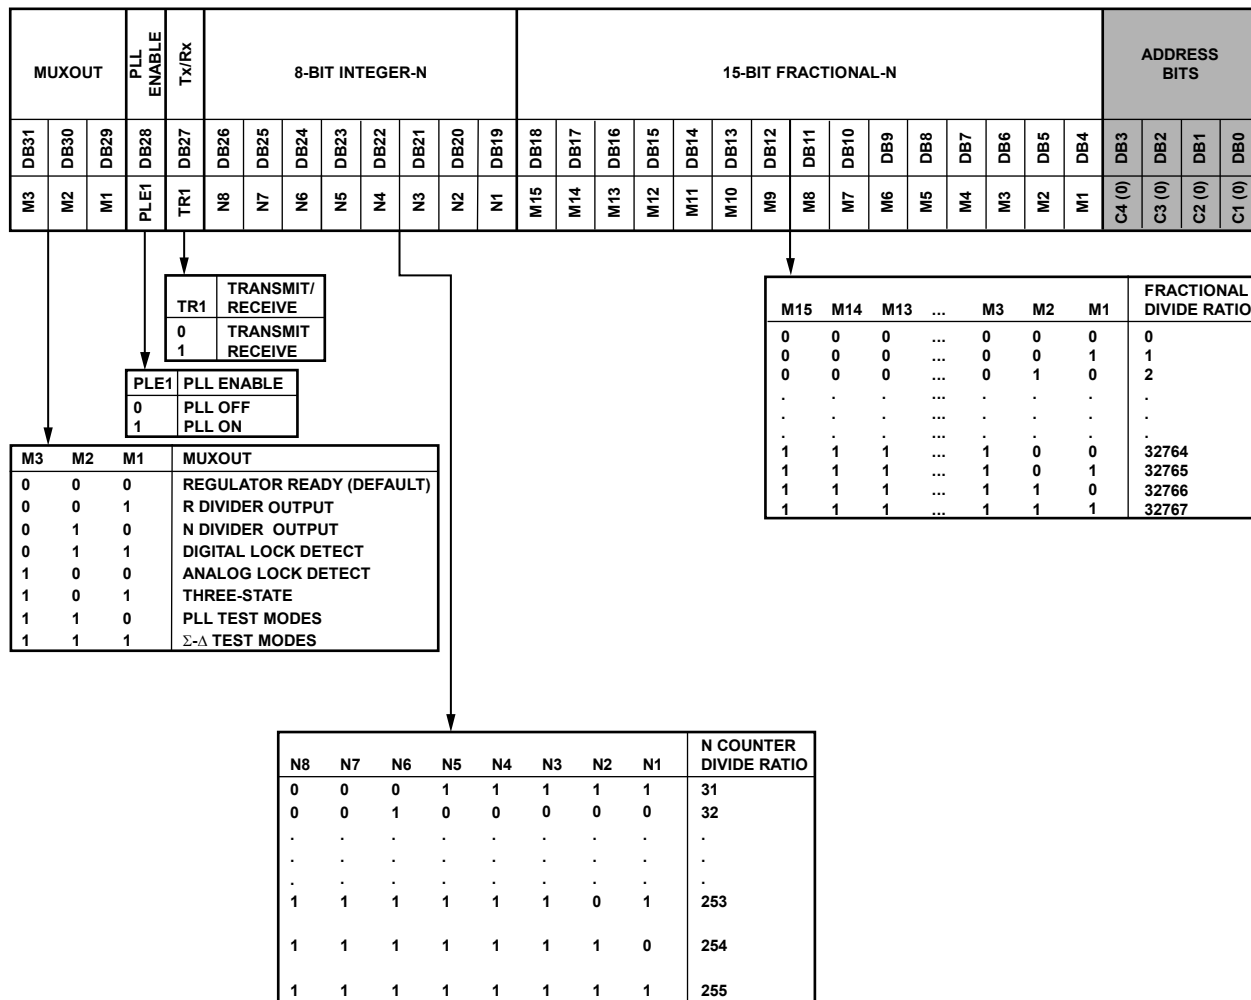 MUXOUT PLL ENABLE Tx/Rx 8-BIT INTEGER-N 15-BIT FRACTIONAL-N ADDRESS BITS
DB31 DB30 DB29 DB28 DB27 DB26 DB25 DB24 DB23 DB22 DB21 DB20 DB19 DB18 DB17 DB16 DB15 DB14 DB13 DB12 DB11 DB10 DB9 DB8 DB7 DB6 DB5 DB4 DB3 DB2 DB1 DB0
M3 M2 M1 PLE1 TR1 N8 N7 N6 N5 N4 N3 N2 N1 M15 M14 M13 M12 M11 M10 M9 M8 M7 M6 M5 M4 M3 M2 M1 C4 (0) C3 (0) C2 (0) C1 (0)
TR1 TRANSMIT/ RECEIVE
0 TRANSMIT
1 RECEIVE
PLE1 PLL ENABLE
0 PLL OFF
1 PLL ON
M3 M2 M1 MUXOUT
0 0 0 REGULATOR READY (DEFAULT)
0 0 1 R DIVIDER OUTPUT
0 1 0 N DIVIDER OUTPUT
0 1 1 DIGITAL LOCK DETECT
1 0 0 ANALOG LOCK DETECT
1 0 1 THREE-STATE
1 1 0 PLL TEST MODES
1 1 1 Σ-Δ TEST MODES
M15 M14 M13 ... M3 M2 M1 FRACTIONAL DIVIDE RATIO
0 0 0 ... 0 0 0 0
0 0 0 ... 0 0 1 1
0 0 0 ... 0 1 0 2
. . . ... . . . .
. . . ... . . . .
. . . ... . . . .
1 1 1 ... 1 0 0 32764
1 1 1 ... 1 0 1 32765
1 1 1 ... 1 1 0 32766
1 1 1 ... 1 1 1 32767
N8 N7 N6 N5 N4 N3 N2 N1 N COUNTER DIVIDE RATIO
0 0 0 1 1 1 1 1 31
0 0 1 0 0 0 0 0 32
. . . . . . . . .
. . . . . . . . .
. . . . . . . . .
1 1 1 1 1 1 0 1 253
1 1 1 1 1 1 1 0 254
1 1 1 1 1 1 1 1 255